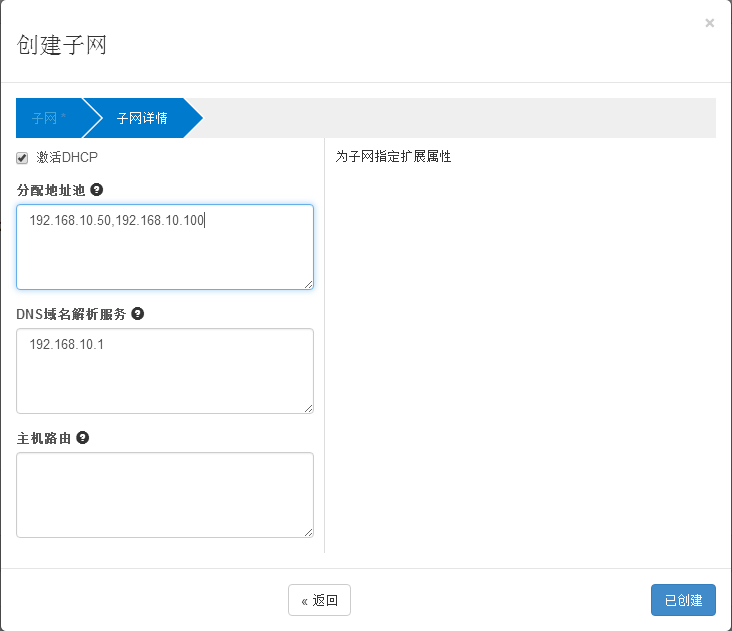 ×
创建子网
子网 *
子网详情
激活DHCP
为子网指定扩展属性
分配地址池 ?
192.168.10.50,192.168.10.100
DNS域名解析服务 ?
192.168.10.1
主机路由 ?
« 返回
已创建